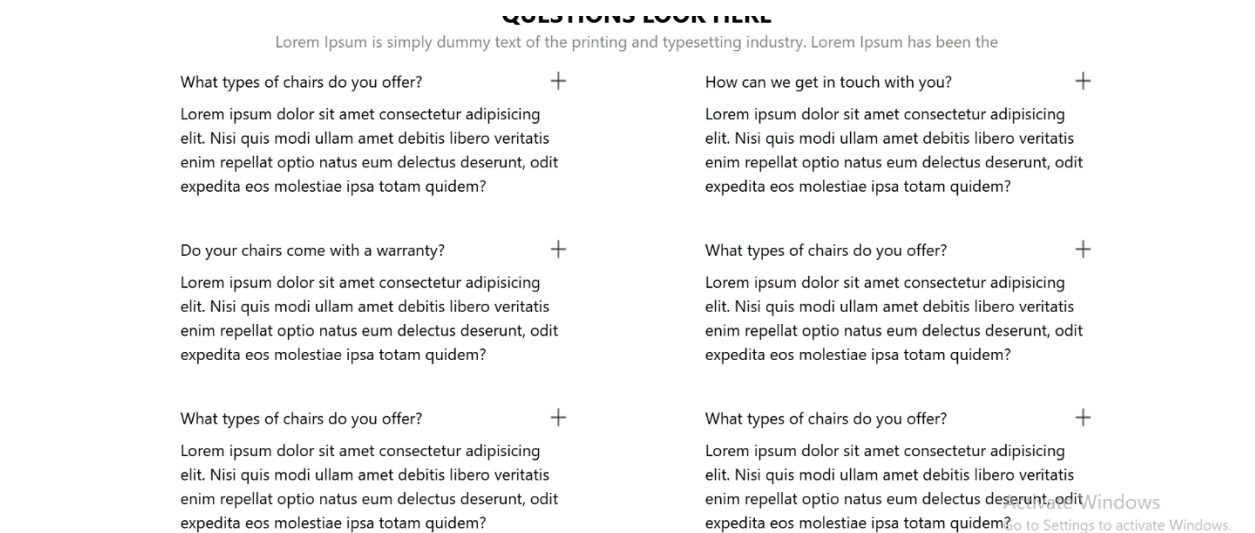 QUESTIONS LOOK HERE
Lorem Ipsum is simply dummy text of the printing and typesetting industry. Lorem Ipsum has been the
What types of chairs do you offer?
Lorem ipsum dolor sit amet consectetur adipisicing
elit. Nisi quis modi ullam amet debitis libero veritatis
enim repellat optio natus eum delectus deserunt, odit
expedita eos molestiae ipsa totam quidem?
How can we get in touch with you?
Lorem ipsum dolor sit amet consectetur adipisicing
elit. Nisi quis modi ullam amet debitis libero veritatis
enim repellat optio natus eum delectus deserunt, odit
expedita eos molestiae ipsa totam quidem?
Do your chairs come with a warranty?
Lorem ipsum dolor sit amet consectetur adipisicing
elit. Nisi quis modi ullam amet debitis libero veritatis
enim repellat optio natus eum delectus deserunt, odit
expedita eos molestiae ipsa totam quidem?
What types of chairs do you offer?
Lorem ipsum dolor sit amet consectetur adipisicing
elit. Nisi quis modi ullam amet debitis libero veritatis
enim repellat optio natus eum delectus deserunt, odit
expedita eos molestiae ipsa totam quidem?
What types of chairs do you offer?
Lorem ipsum dolor sit amet consectetur adipisicing
elit. Nisi quis modi ullam amet debitis libero veritatis
enim repellat optio natus eum delectus deserunt, odit
expedita eos molestiae ipsa totam quidem?
What types of chairs do you offer?
Lorem ipsum dolor sit amet consectetur adipisicing
elit. Nisi quis modi ullam amet debitis libero veritatis
enim repellat optio natus eum delectus deserunt, odit
expedita eos molestiae ipsa totam quidem?
Activate Windows
Go to Settings to activate Windows.